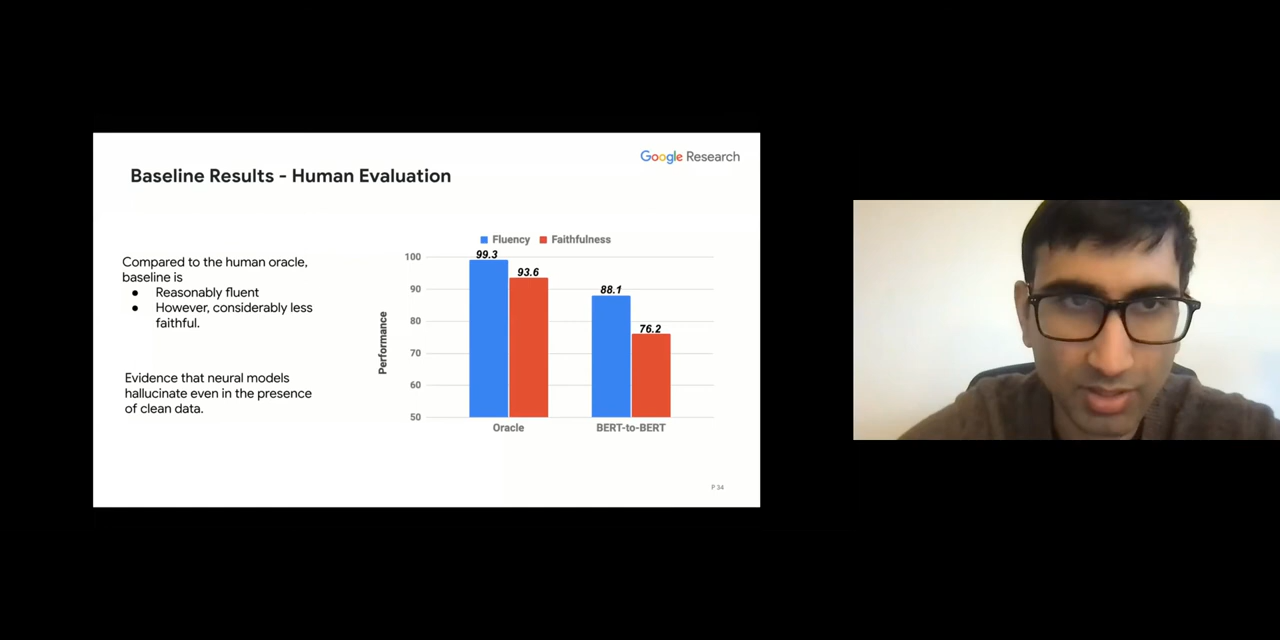 Google Research
Baseline Results - Human Evaluation
Compared to the human oracle,
baseline is
● Reasonably fluent
● However, considerably less
faithful.
Evidence that neural models
hallucinate even in the presence
of clean data.
Fluency Faithfulness
100
90
80
70
60
50
Performance
99.3
93.6
88.1
76.2
Oracle
BERT-to-BERT
P 34